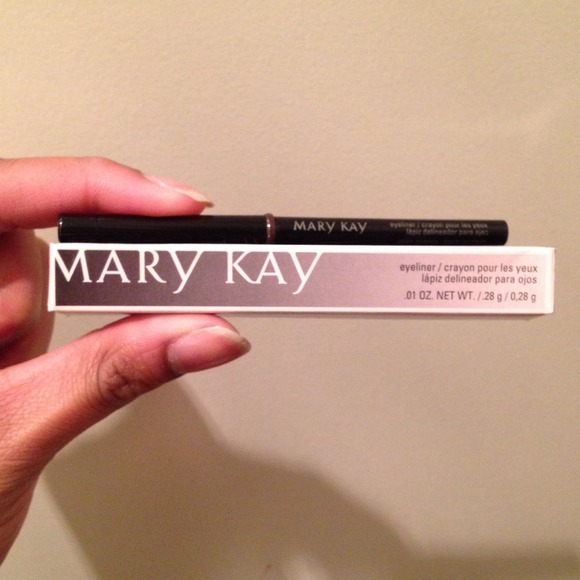 MARY KAY
eyeliner / crayon pour les yeux
lápiz delineador para ojos
MARY KAY
eyeliner / crayon pour les yeux
lápiz delineador para ojos
.01 OZ. NET WT. / .28 g / 0,28 g